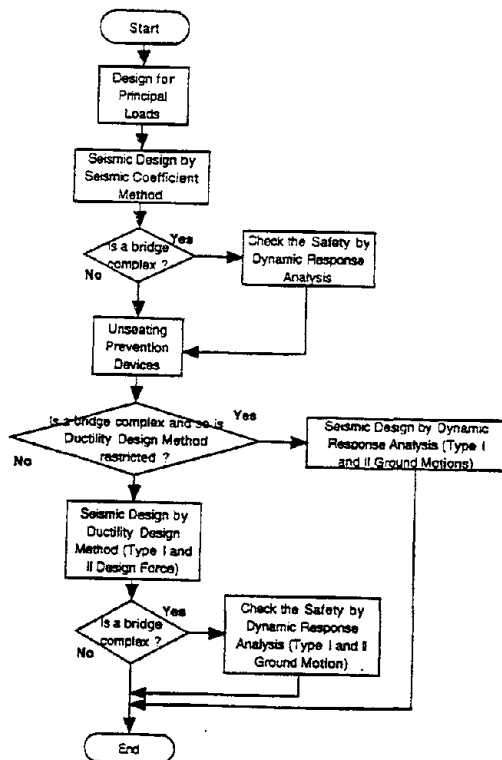 Start
Design for
Principal
Loads
Seismic Design by
Seismic Coefficient
Method
Is a bridge
complex ?
Yes
No
Check the Safety by
Dynamic Response
Analysis
Unseating
Prevention
Devices
Is a bridge complex and so is
Ductility Design Method
restricted ?
Yes
No
Seismic Design by Dynamic
Response Analysis (Type I
and II Ground Motions)
Seismic Design by
Ductility Design
Method (Type I and
II Design Force)
Is a bridge
complex ?
Yes
No
Check the Safety by
Dynamic Response
Analysis (Type I and II
Ground Motion)
End